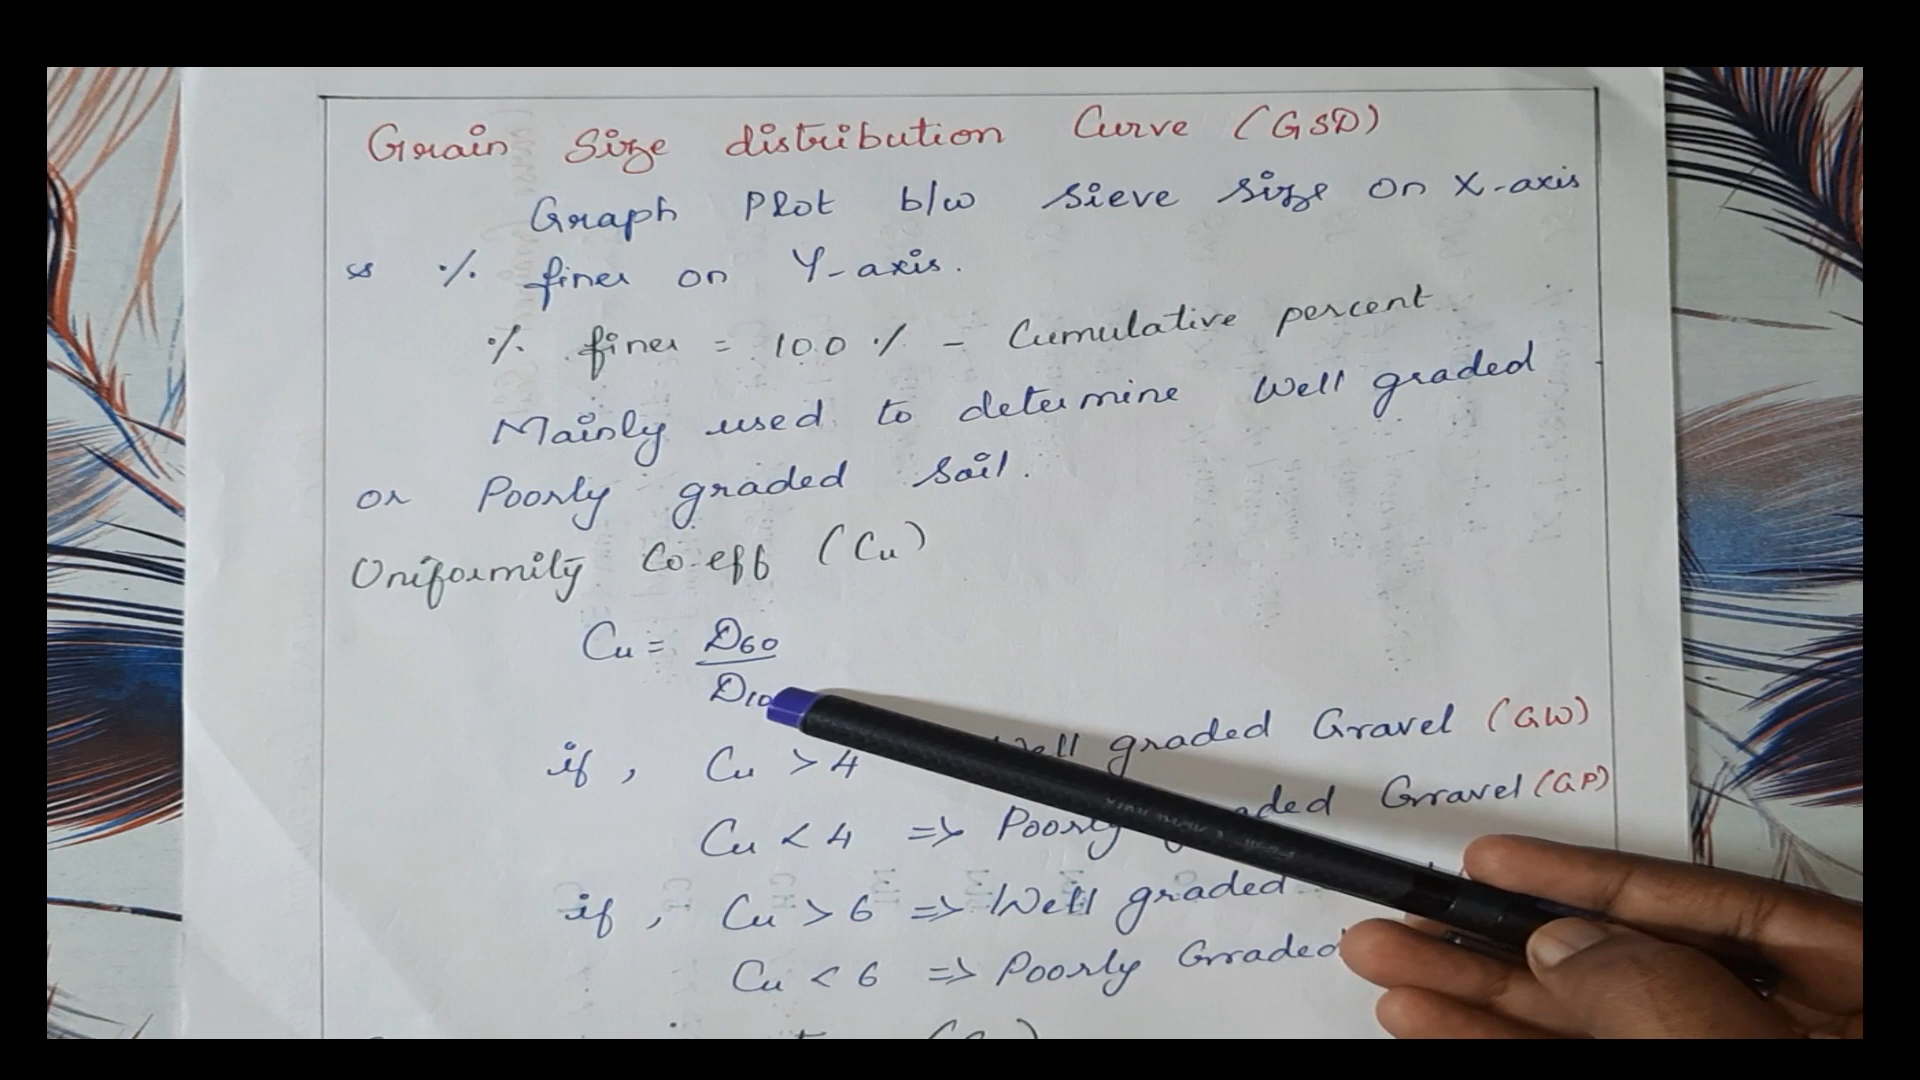 Grain Size distribution Curve (GSD)
Graph Plot b/w sieve size on X-axis
& % finer on Y-axis.
% finer = 100 % - Cumulative percent
Mainly used to determine Well graded
or Poorly graded soil.
Uniformity Co-eff (Cu)
Cu = D60
D10
if, Cu > 4 graded Gravel (GW)
Cu < 4 => Poorly Gravel (GP)
if, Cu > 6 => Well graded
Cu < 6 => Poorly Graded